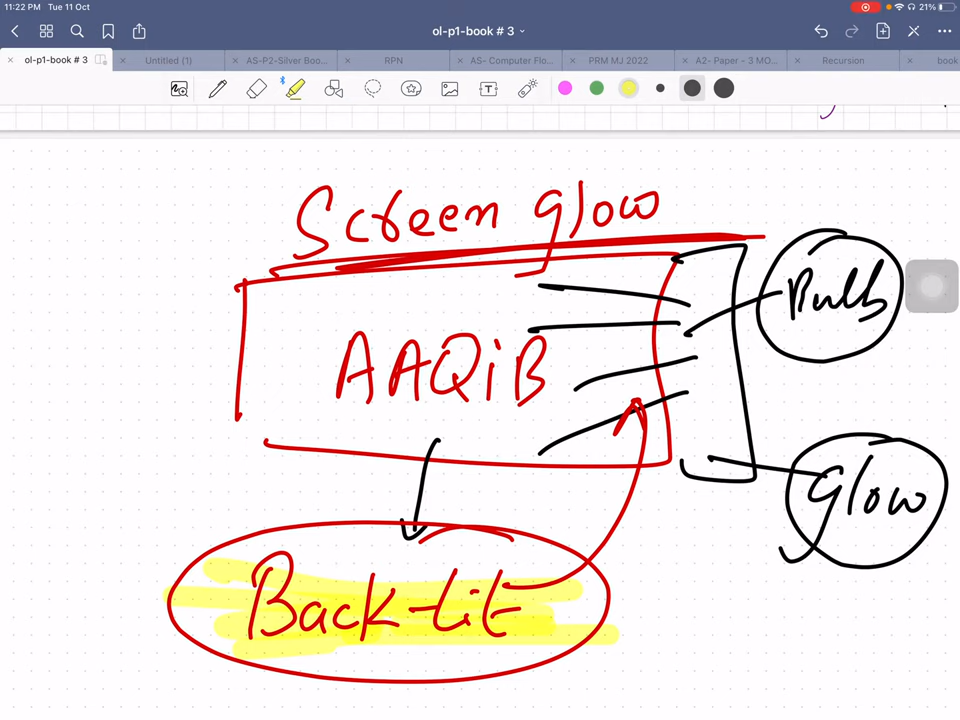 11:22 PM Tue 11 Oct
21%
ol-p1-book # 3
ol-p1-book # 3
Untitled (1)
AS-P2-Silver Boo...
RPN
AS- Computer Flo...
PRM MJ 2022
A2- Paper - 3 MO...
Recursion
book
Screen glow
Bulb
AAQiB
Glow
Back-lit